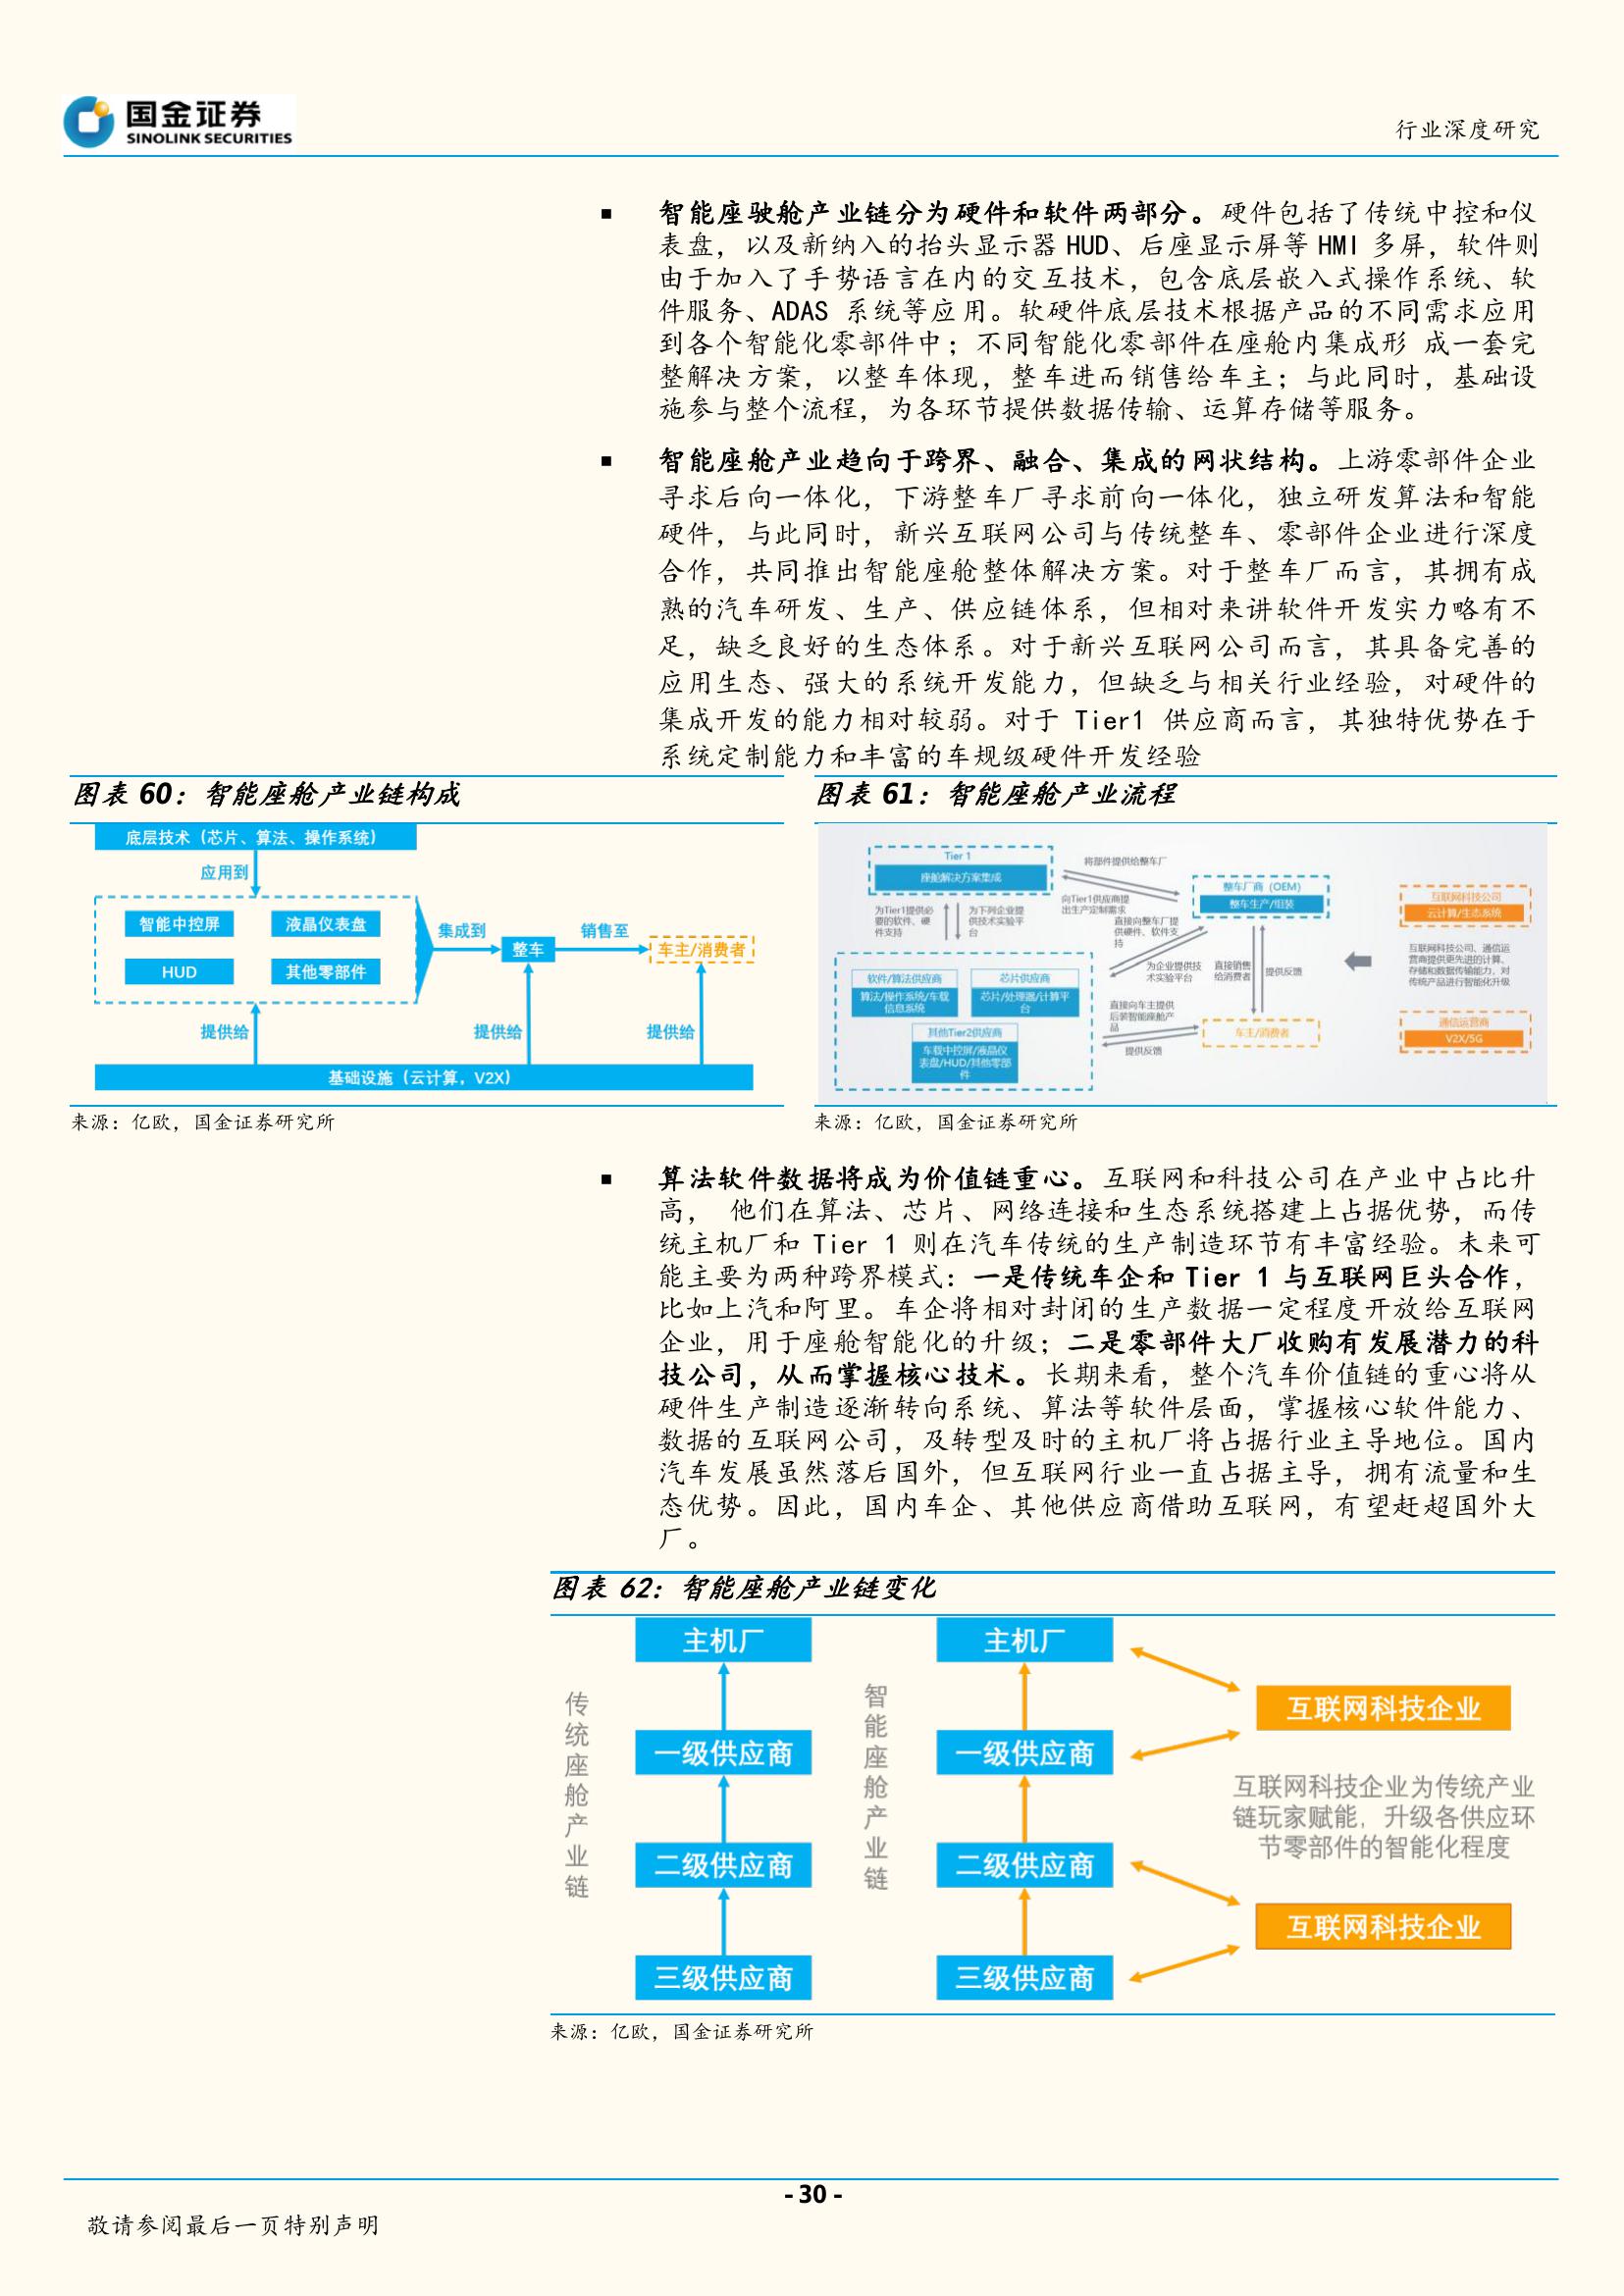 国金证券
SINOLINK SECURITIES
行业深度研究
■ 智能座驶舱产业链分为硬件和软件两部分。硬件包括了传统中控和仪
表盘，以及新纳入的抬头显示器 HUD、后座显示屏等 HMI 多屏，软件则
由于加入了手势语言在内的交互技术，包含底层嵌入式操作系统、软
件服务、ADAS 系统等应用。软硬件底层技术根据产品的不同需求应用
到各个智能化零部件中；不同智能化零部件在座舱内集成形 成一套完
整解决方案，以整车体现，整车进而销售给车主；与此同时，基础设
施参与整个流程，为各环节提供数据传输、运算存储等服务。
■ 智能座舱产业趋向于跨界、融合、集成的网状结构。上游零部件企业
寻求后向一体化，下游整车厂寻求前向一体化，独立研发算法和智能
硬件，与此同时，新兴互联网公司与传统整车、零部件企业进行深度
合作，共同推出智能座舱整体解决方案。对于整车厂而言，其拥有成
熟的汽车研发、生产、供应链体系，但相对来讲软件开发实力略有不
足，缺乏良好的生态体系。对于新兴互联网公司而言，其具备完善的
应用生态、强大的系统开发能力，但缺乏与相关行业经验，对硬件的
集成开发的能力相对较弱。对于 Tier1 供应商而言，其独特优势在于
系统定制能力和丰富的车规级硬件开发经验
图表 60：智能座舱产业链构成
底层技术（芯片、算法、操作系统）
应用到
智能中控屏
液晶仪表盘
HUD
其他零部件
集成到
整车
销售至
车主/消费者
提供给
提供给
提供给
基础设施（云计算，V2X）
来源：亿欧，国金证券研究所
图表 61：智能座舱产业流程
Tier 1
座舱解决方案集成
将部件提供给整车厂
向Tier1供应商提
出生产定制需求
整车厂商（OEM）
整车生产/组装
为Tier1提供必
要的软件、硬
件支持
为下列企业提
供技术实验平
台
直接向整车厂提
供硬件、软件支
持
为企业提供技
术实验平台
直接销售
给消费者
提供反馈
软件/算法供应商
算法/操作系统/车载
信息系统
芯片供应商
芯片/处理器/计算平
台
其他Tier2供应商
车载中控屏/液晶仪
表盘/HUD/其他零部
件
直接向车主提供
后装智能座舱产
品
提供反馈
车主/消费者
互联网科技公司
云计算/生态系统
互联网科技公司、通信运
营商提供更先进的计算、
存储和数据传输能力，对
传统产品进行智能化升级
通信运营商
V2X/5G
来源：亿欧，国金证券研究所
■ 算法软件数据将成为价值链重心。互联网和科技公司在产业中占比升
高， 他们在算法、芯片、网络连接和生态系统搭建上占据优势，而传
统主机厂和 Tier 1 则在汽车传统的生产制造环节有丰富经验。未来可
能主要为两种跨界模式：一是传统车企和 Tier 1 与互联网巨头合作，
比如上汽和阿里。车企将相对封闭的生产数据一定程度开放给互联网
企业，用于座舱智能化的升级；二是零部件大厂收购有发展潜力的科
技公司，从而掌握核心技术。长期来看，整个汽车价值链的重心将从
硬件生产制造逐渐转向系统、算法等软件层面，掌握核心软件能力、
数据的互联网公司，及转型及时的主机厂将占据行业主导地位。国内
汽车发展虽然落后国外，但互联网行业一直占据主导，拥有流量和生
态优势。因此，国内车企、其他供应商借助互联网，有望赶超国外大
厂。
图表 62：智能座舱产业链变化
传统座舱产业链
主机厂
一级供应商
二级供应商
三级供应商
智能座舱产业链
主机厂
一级供应商
二级供应商
三级供应商
互联网科技企业
互联网科技企业为传统产业
链玩家赋能，升级各供应环
节零部件的智能化程度
互联网科技企业
来源：亿欧，国金证券研究所
- 30 -
敬请参阅最后一页特别声明